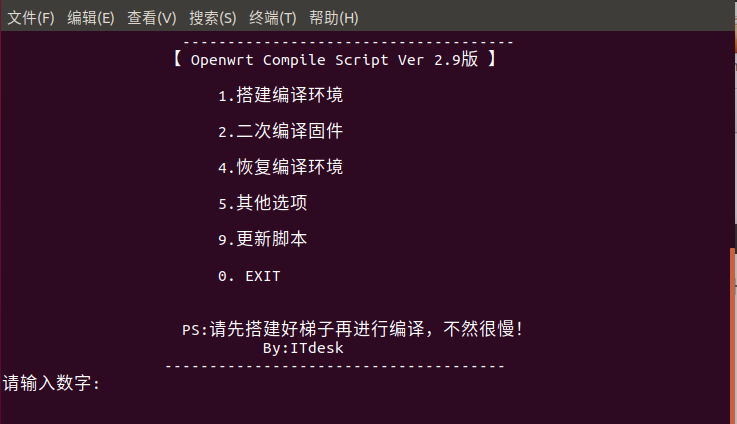 文件(F) 编辑(E) 查看(V) 搜索(S) 终端(T) 帮助(H)
-------------------------------------
【 Openwrt Compile Script Ver 2.9版 】
1.搭建编译环境
2.二次编译固件
4.恢复编译环境
5.其他选项
9.更新脚本
0. EXIT
PS:请先搭建好梯子再进行编译，不然很慢！
By:ITdesk
--------------------------------------
请输入数字: